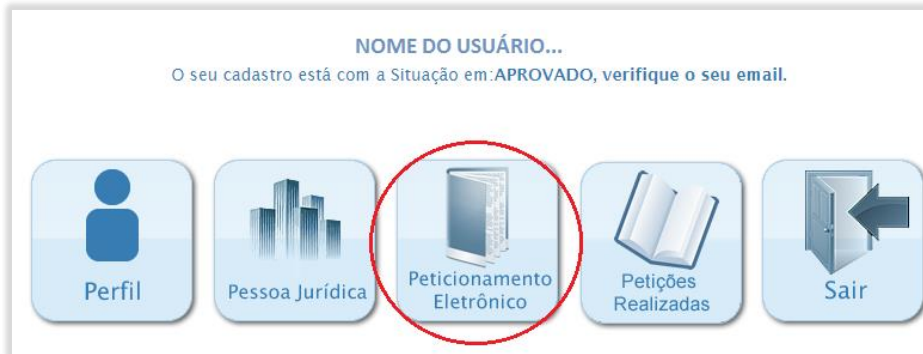 NOME DO USUÁRIO...
O seu cadastro está com a Situação em:APROVADO, verifique o seu email.
Perfil
Pessoa Jurídica
Peticionamento
Eletrônico
Petições
Realizadas
Sair